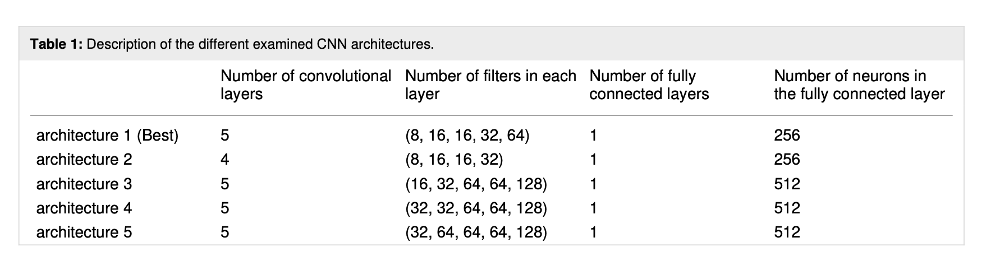 Table 1: Description of the different examined CNN architectures.
Number of convolutional layers Number of filters in each layer Number of fully connected layers Number of neurons in the fully connected layer
architecture 1 (Best) 5 (8, 16, 16, 32, 64) 1 256
architecture 2 4 (8, 16, 16, 32) 1 256
architecture 3 5 (16, 32, 64, 64, 128) 1 512
architecture 4 5 (32, 32, 64, 64, 128) 1 512
architecture 5 5 (32, 64, 64, 64, 128) 1 512